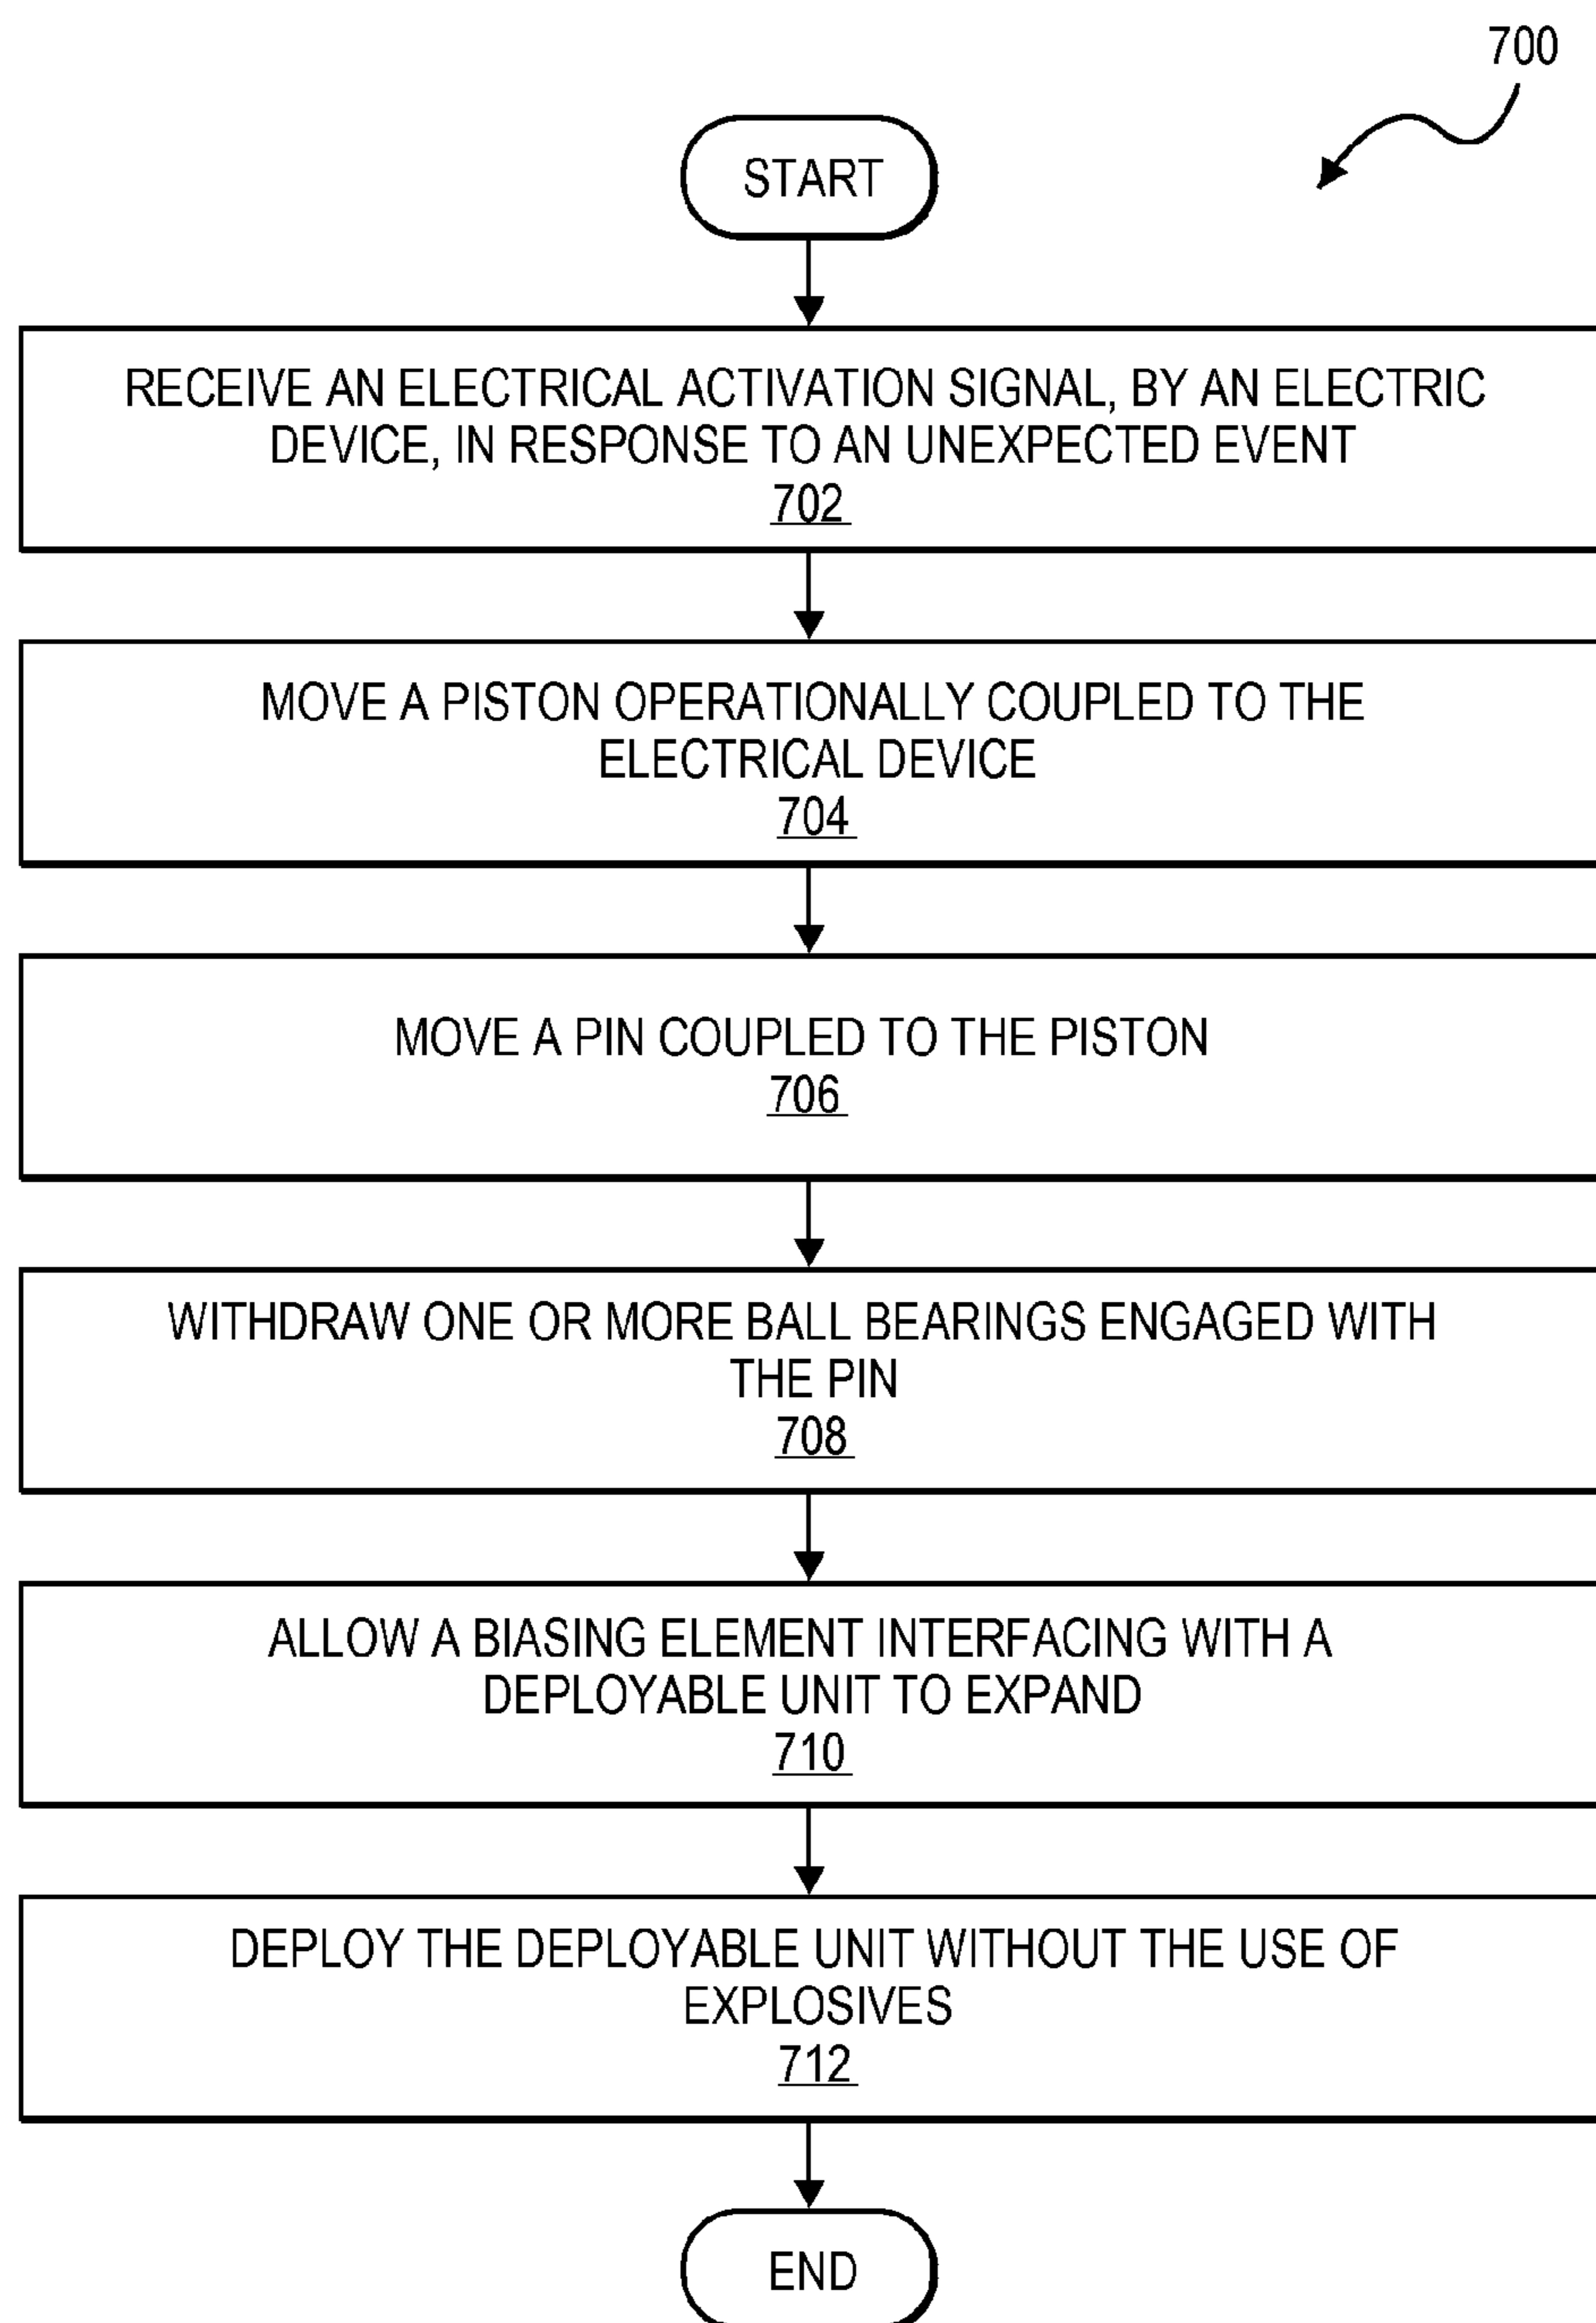 700
START
RECEIVE AN ELECTRICAL ACTIVATION SIGNAL, BY AN ELECTRIC
DEVICE, IN RESPONSE TO AN UNEXPECTED EVENT
702
MOVE A PISTON OPERATIONALLY COUPLED TO THE
ELECTRICAL DEVICE
704
MOVE A PIN COUPLED TO THE PISTON
706
WITHDRAW ONE OR MORE BALL BEARINGS ENGAGED WITH
THE PIN
708
ALLOW A BIASING ELEMENT INTERFACING WITH A
DEPLOYABLE UNIT TO EXPAND
710
DEPLOY THE DEPLOYABLE UNIT WITHOUT THE USE OF
EXPLOSIVES
712
END